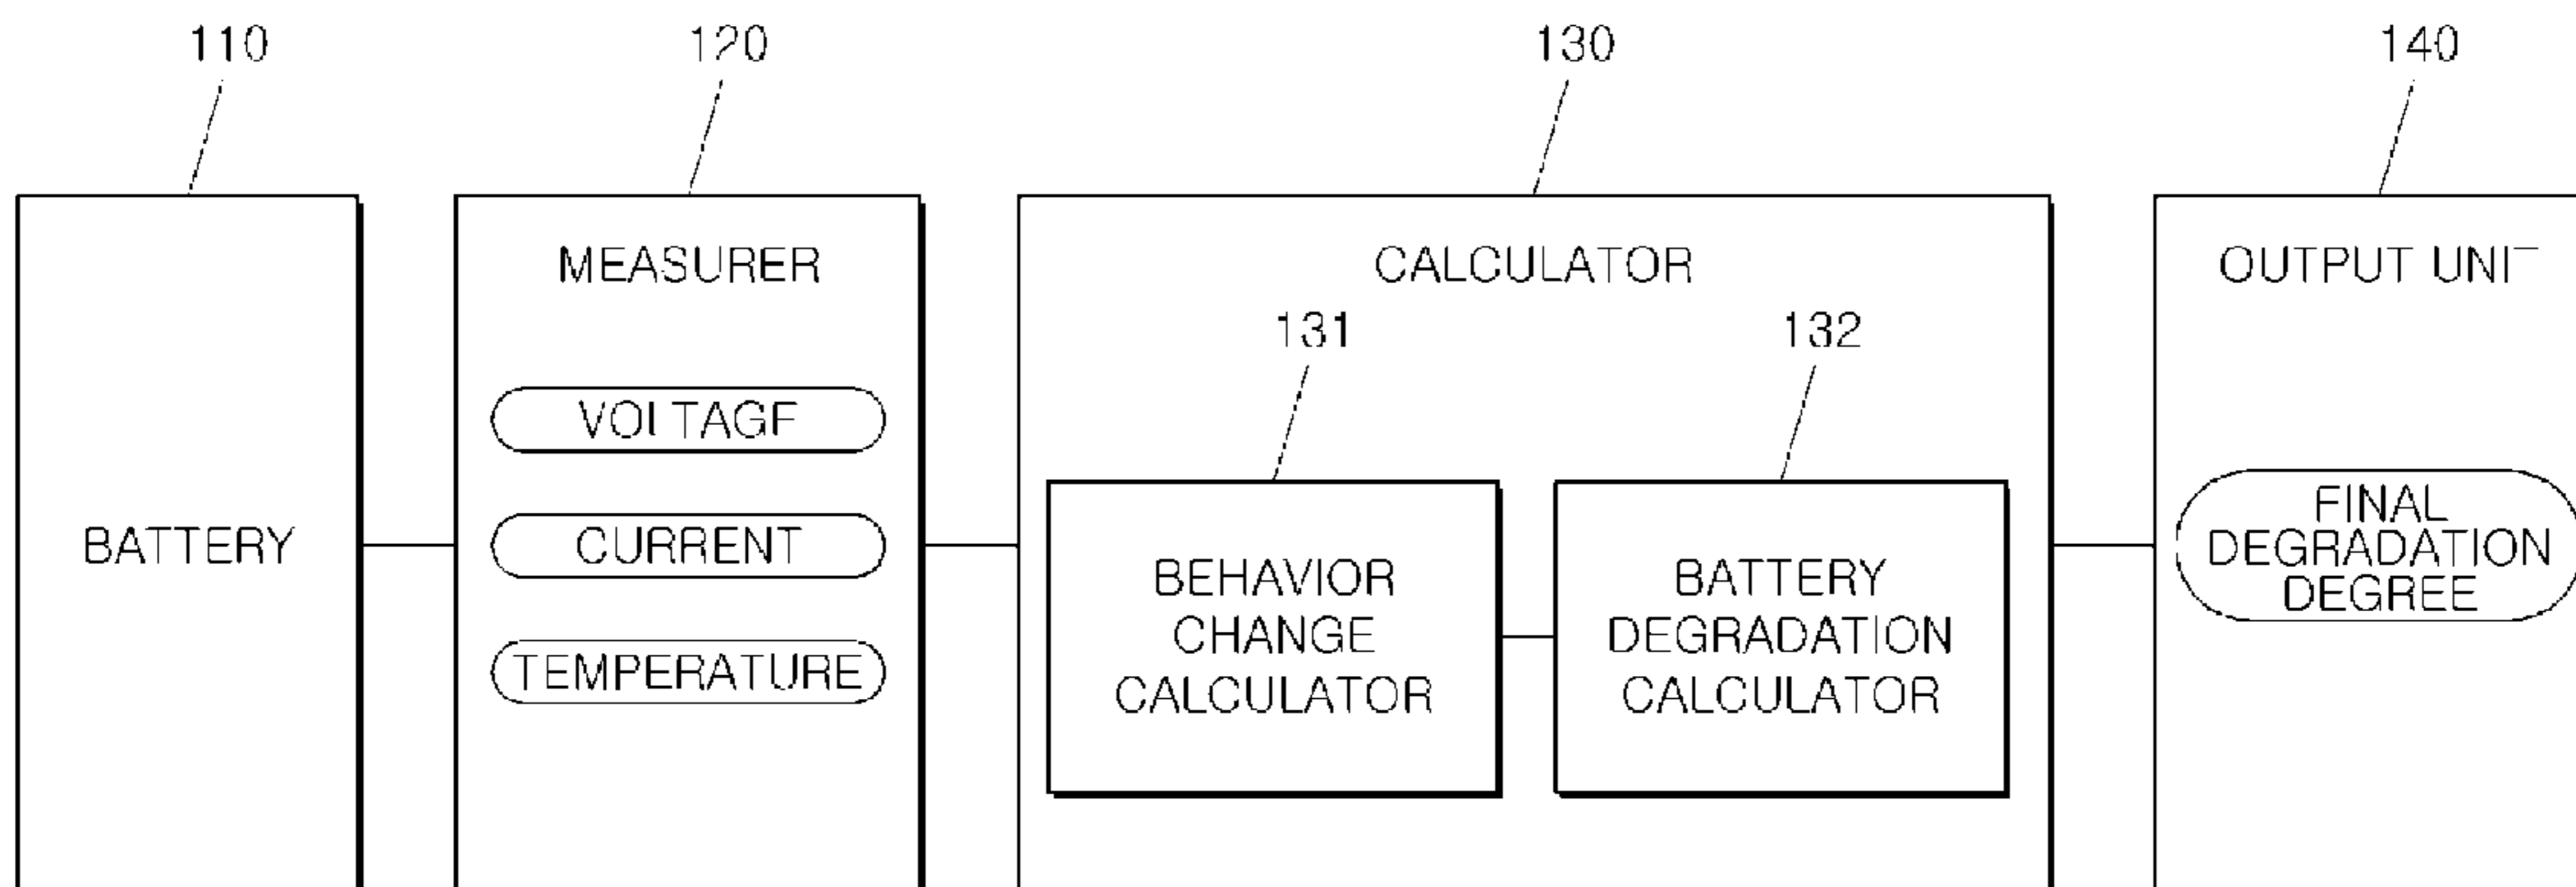 110
120
130
140
MEASURER
CALCULATOR
OUTPUT UNIT
131
132
VOLTAGE
CURRENT
TEMPERATURE
BATTERY
BEHAVIOR
CHANGE
CALCULATOR
BATTERY
DEGRADATION
CALCULATOR
FINAL
DEGRADATION
DEGREE